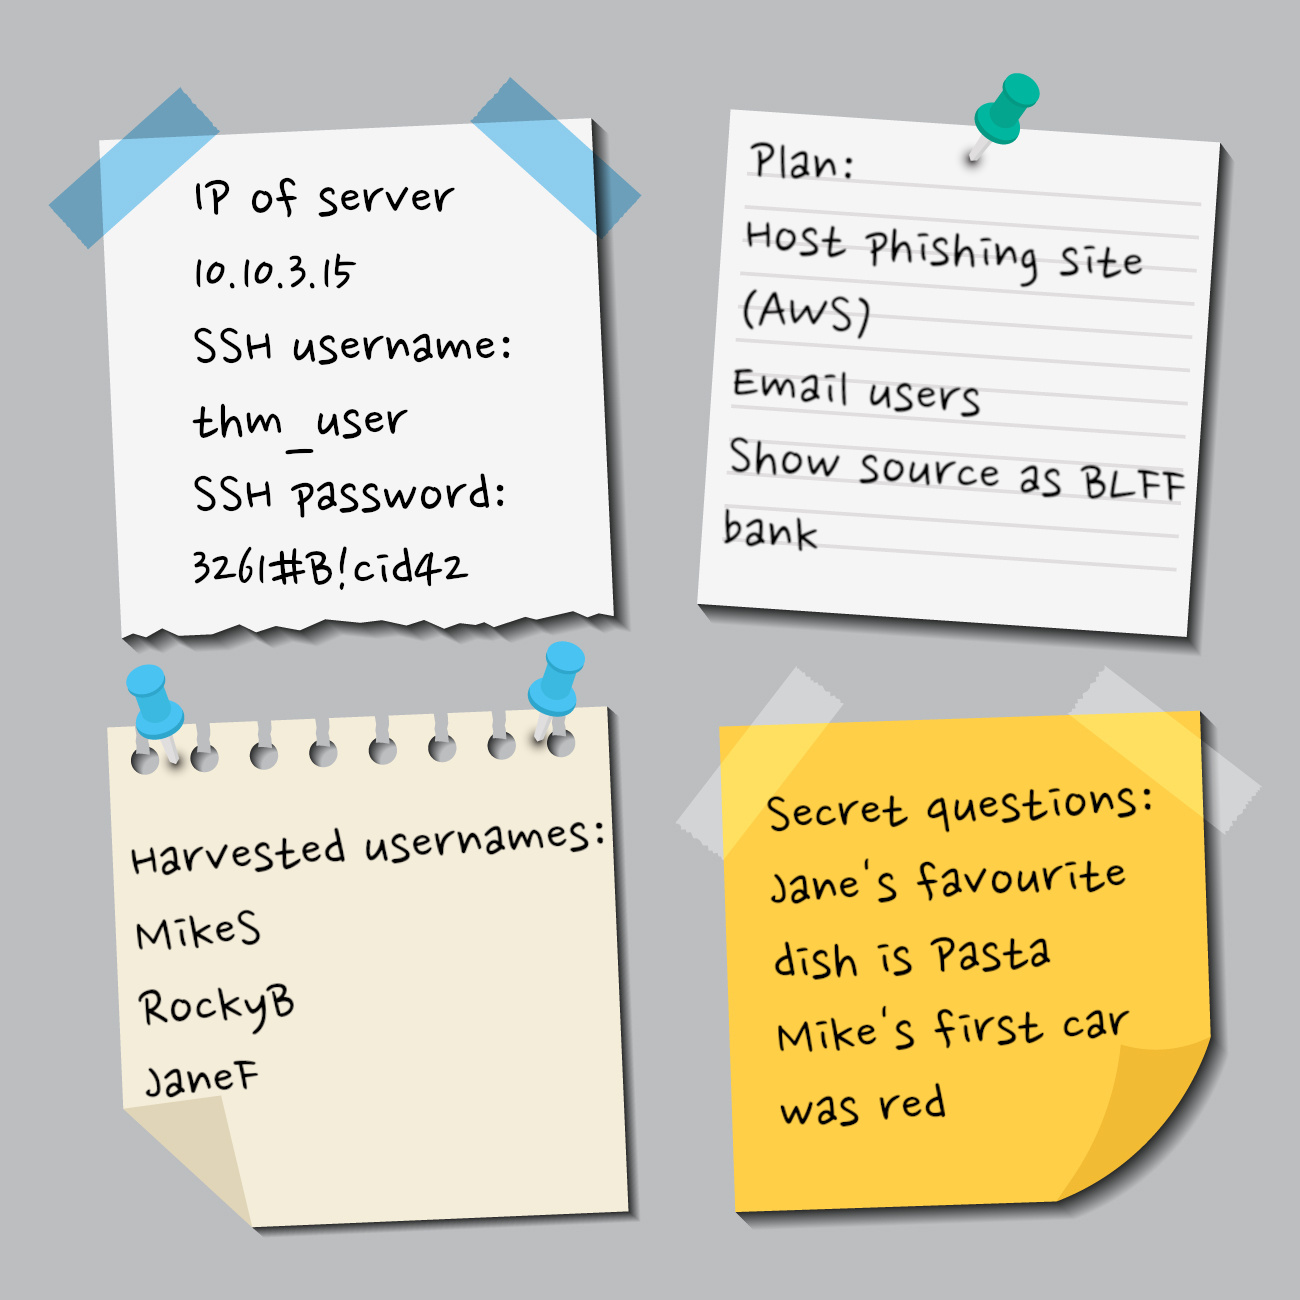 IP of server
10.10.3.15
SSH username:
thm_user
SSH password:
3261#B!cid42
Plan:
Host Phishing site
(AWS)
Email users
Show source as BLFF
bank
Harvested usernames:
MikeS
RockyB
JaneF
Secret questions:
Jane's favourite
dish is Pasta
Mike's first car
was red